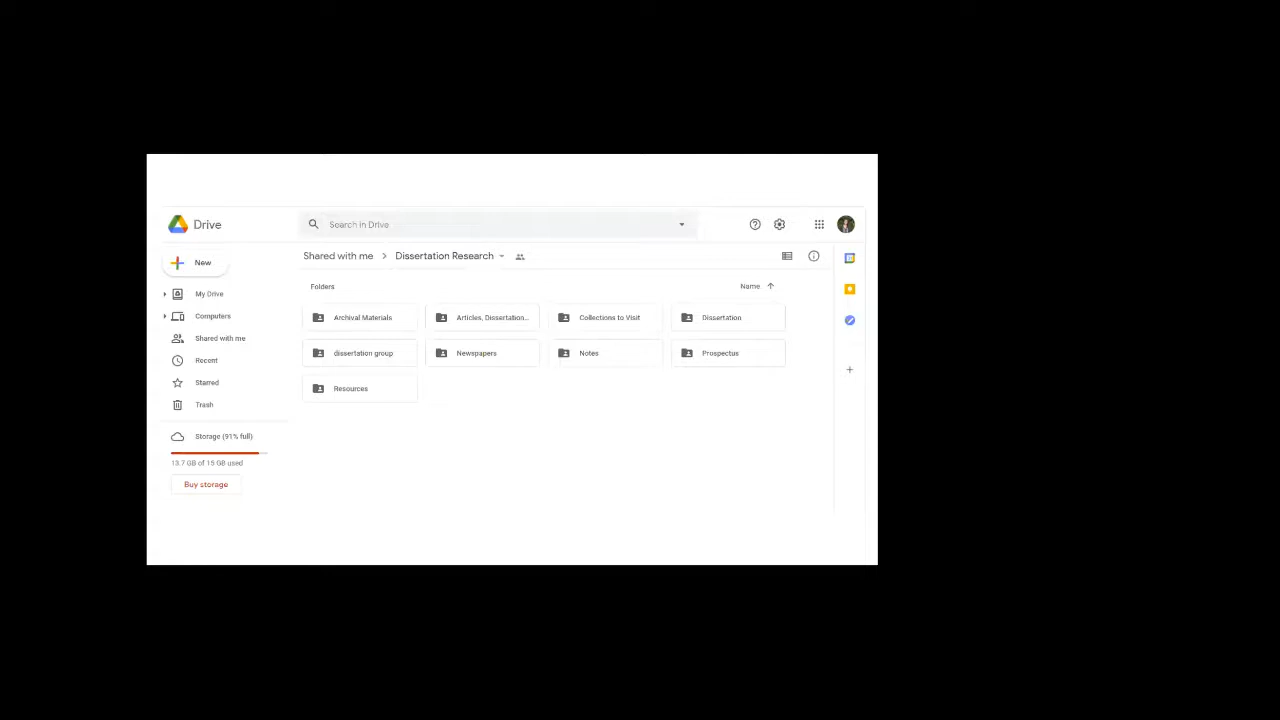 Drive
Search in Drive
New
My Drive
Computers
Shared with me
Recent
Starred
Trash
Storage (91% full)
13.7 GB of 15 GB used
Buy storage
Shared with me > Dissertation Research
Folders
Name
Archival Materials
Articles, Dissertation...
Collections to Visit
Dissertation
dissertation group
Newspapers
Notes
Prospectus
Resources